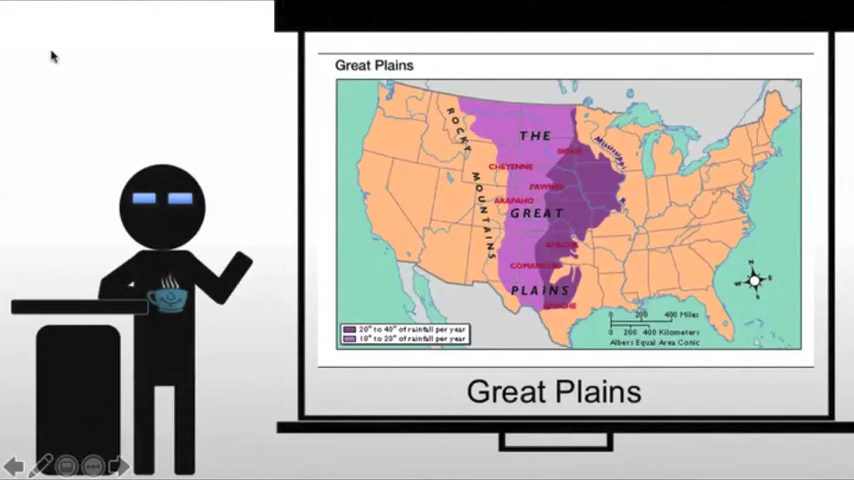 Great Plains
ROCKY MOUNTAINS
THE
Mississippi
SIOUX
CHEYENNE
PAWNEE
ARAPAHO
GREAT
APACHE
COMANCHE
PLAINS
APACHE
N
W E
S
0 200 400 Miles
0 200 400 Kilometers
Albers Equal Area Conic
20" to 40" of rainfall per year
10" to 20" of rainfall per year
Great Plains